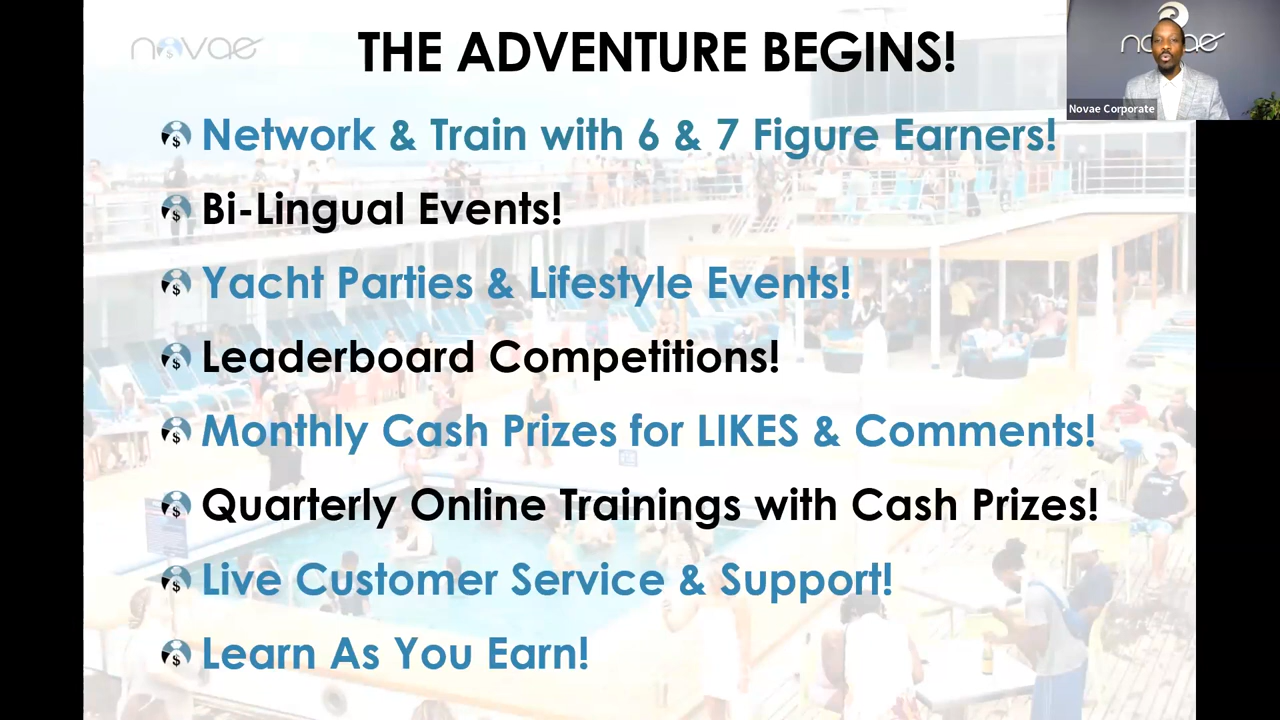 novae
THE ADVENTURE BEGINS!
novae
Novae Corporate
Network & Train with 6 & 7 Figure Earners!
Bi-Lingual Events!
Yacht Parties & Lifestyle Events!
Leaderboard Competitions!
Monthly Cash Prizes for LIKES & Comments!
Quarterly Online Trainings with Cash Prizes!
Live Customer Service & Support!
Learn As You Earn!